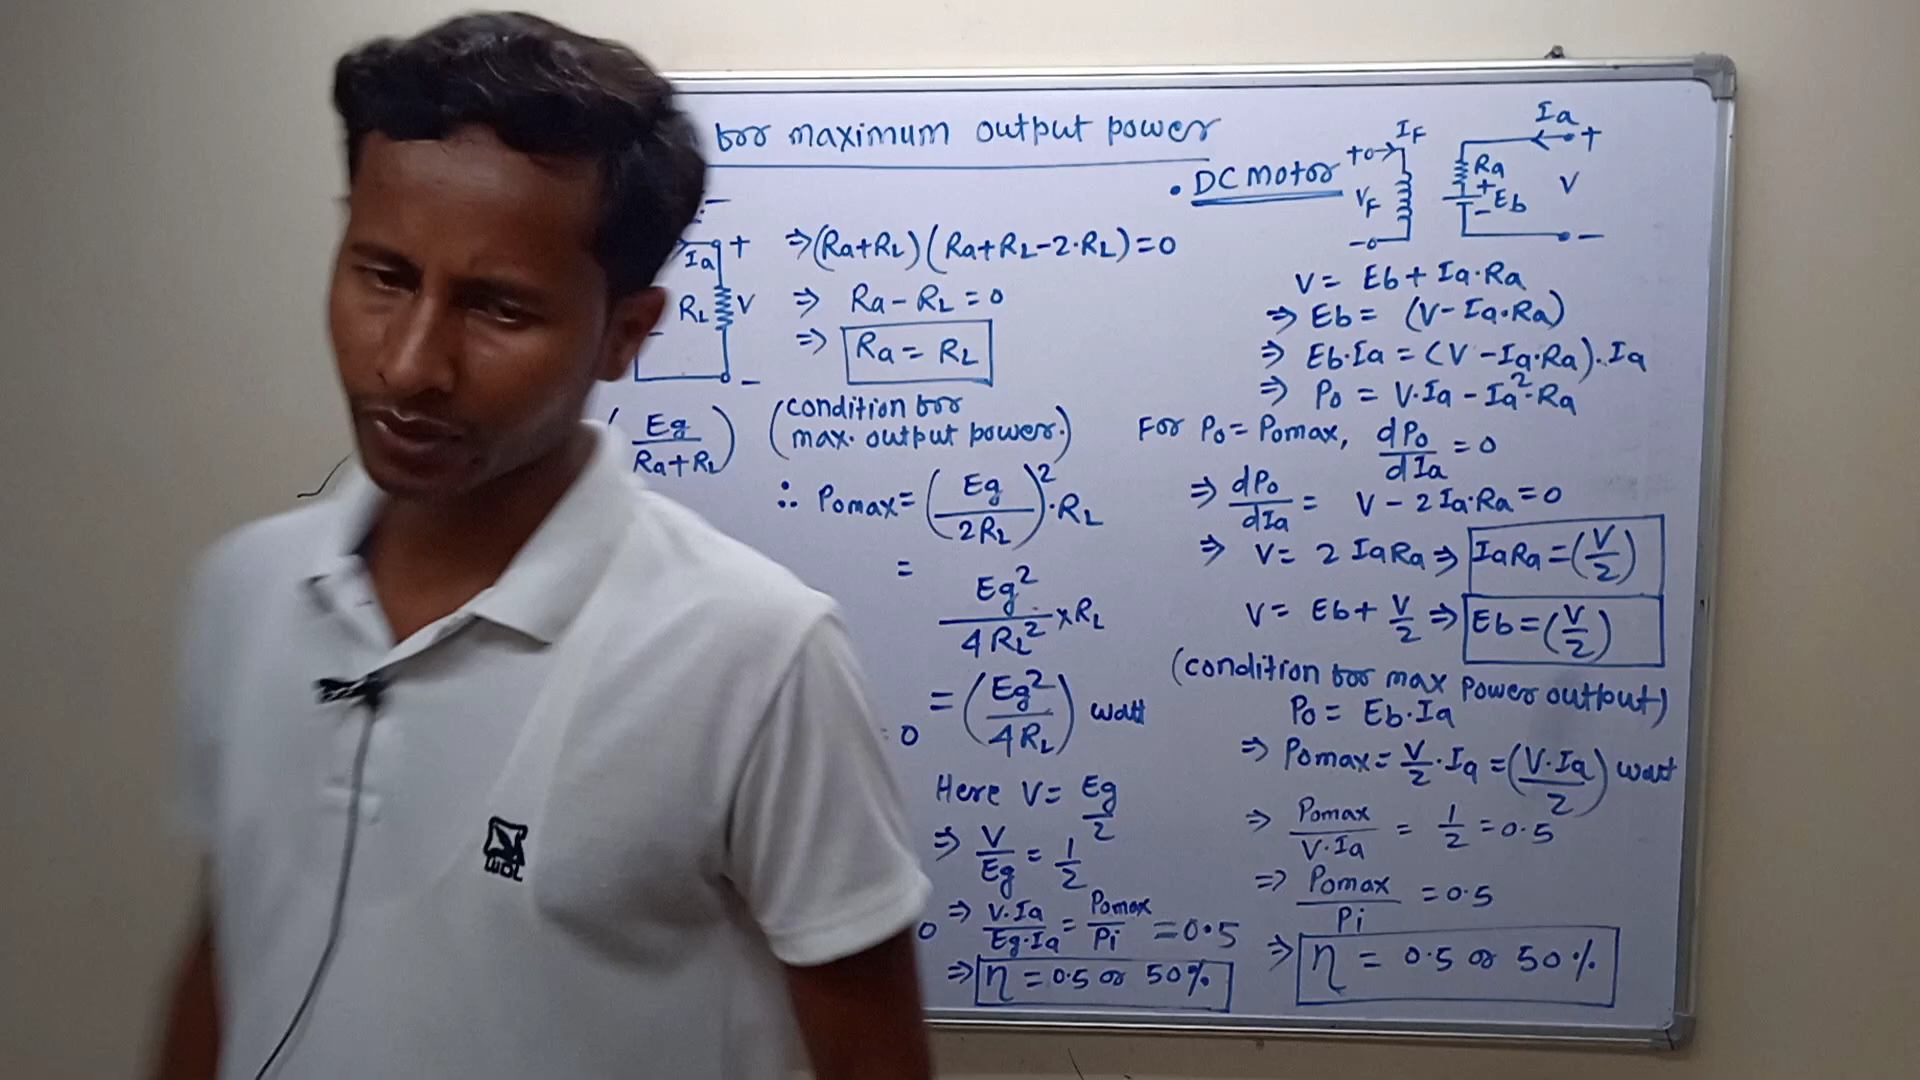 for maximum output power
Ia +
RL V
-
(Eg/(Ra+RL))
⇒ (Ra+RL)(Ra+RL-2·RL)=0
⇒ Ra-RL=0
⇒ Ra=RL
(condition for
max. output power.)
∴ Pomax=(Eg/2RL)²·RL
= Eg²/4RL² ×RL
=(Eg²/4RL) watt
0
Here V= Eg/2
⇒ V/Eg = 1/2
0
⇒ V.Ia/Eg.Ia = Pomax/Pi =0.5
⇒ η =0.5 or 50%
• DC Motor
IF
+
VF
-
Ia
+
Ra
+
Eb
-
V
-
V= Eb+ Ia·Ra
⇒ Eb= (V-Ia·Ra)
⇒ Eb·Ia=(V-Ia·Ra)·Ia
⇒ Po = V·Ia-Ia²·Ra
For Po=Pomax, dPo/dIa =0
⇒ dPo/dIa = V-2Ia·Ra=0
⇒ V= 2IaRa⇒ IaRa=(V/2)
V= Eb+ V/2 ⇒ Eb=(V/2)
(condition for max power output)
Po= Eb·Ia
⇒ Pomax= V/2·Ia=(V·Ia/2) watt
⇒ Pomax/V·Ia = 1/2 =0.5
⇒ Pomax/Pi =0.5
⇒ η = 0.5 or 50%
WOL